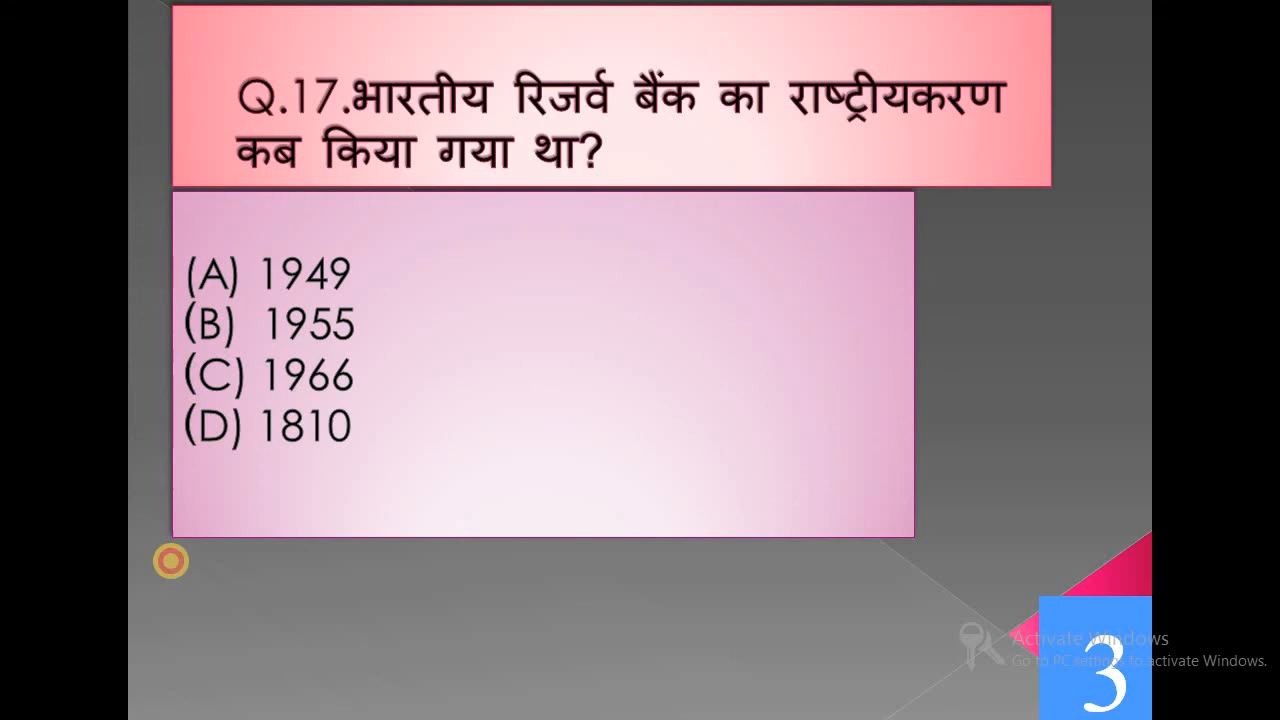 Q.17.भारतीय रिजर्व बैंक का राष्ट्रीयकरण
कब किया गया था?
(A) 1949
(B) 1955
(C) 1966
(D) 1810
Activate Windows
Go to PC settings to activate Windows.
3